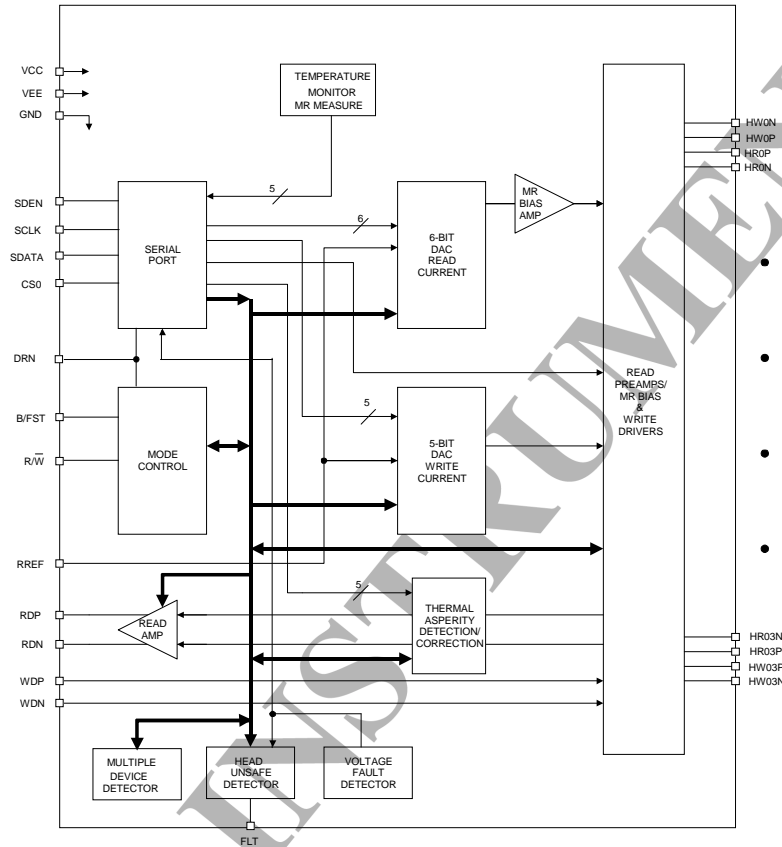 VCC
VEE
GND
TEMPERATURE
MONITOR
MR MEASURE
HW0N
HW0P
HR0P
HR0N
SDEN
SCLK
SDATA
CS0
SERIAL
PORT
5
6
6-BIT
DAC
READ
CURRENT
MR
BIAS
AMP
DRN
B/FST
R/W̅
MODE
CONTROL
5
5-BIT
DAC
WRITE
CURRENT
READ
PREAMPS/
MR BIAS
&
WRITE
DRIVERS
RREF
RDP
RDN
WDP
WDN
READ
AMP
5
THERMAL
ASPERITY
DETECTION/
CORRECTION
HR03N
HR03P
HW03P
HW03N
MULTIPLE
DEVICE
DETECTOR
HEAD
UNSAFE
DETECTOR
VOLTAGE
FAULT
DETECTOR
FLT
INSTRUMEN